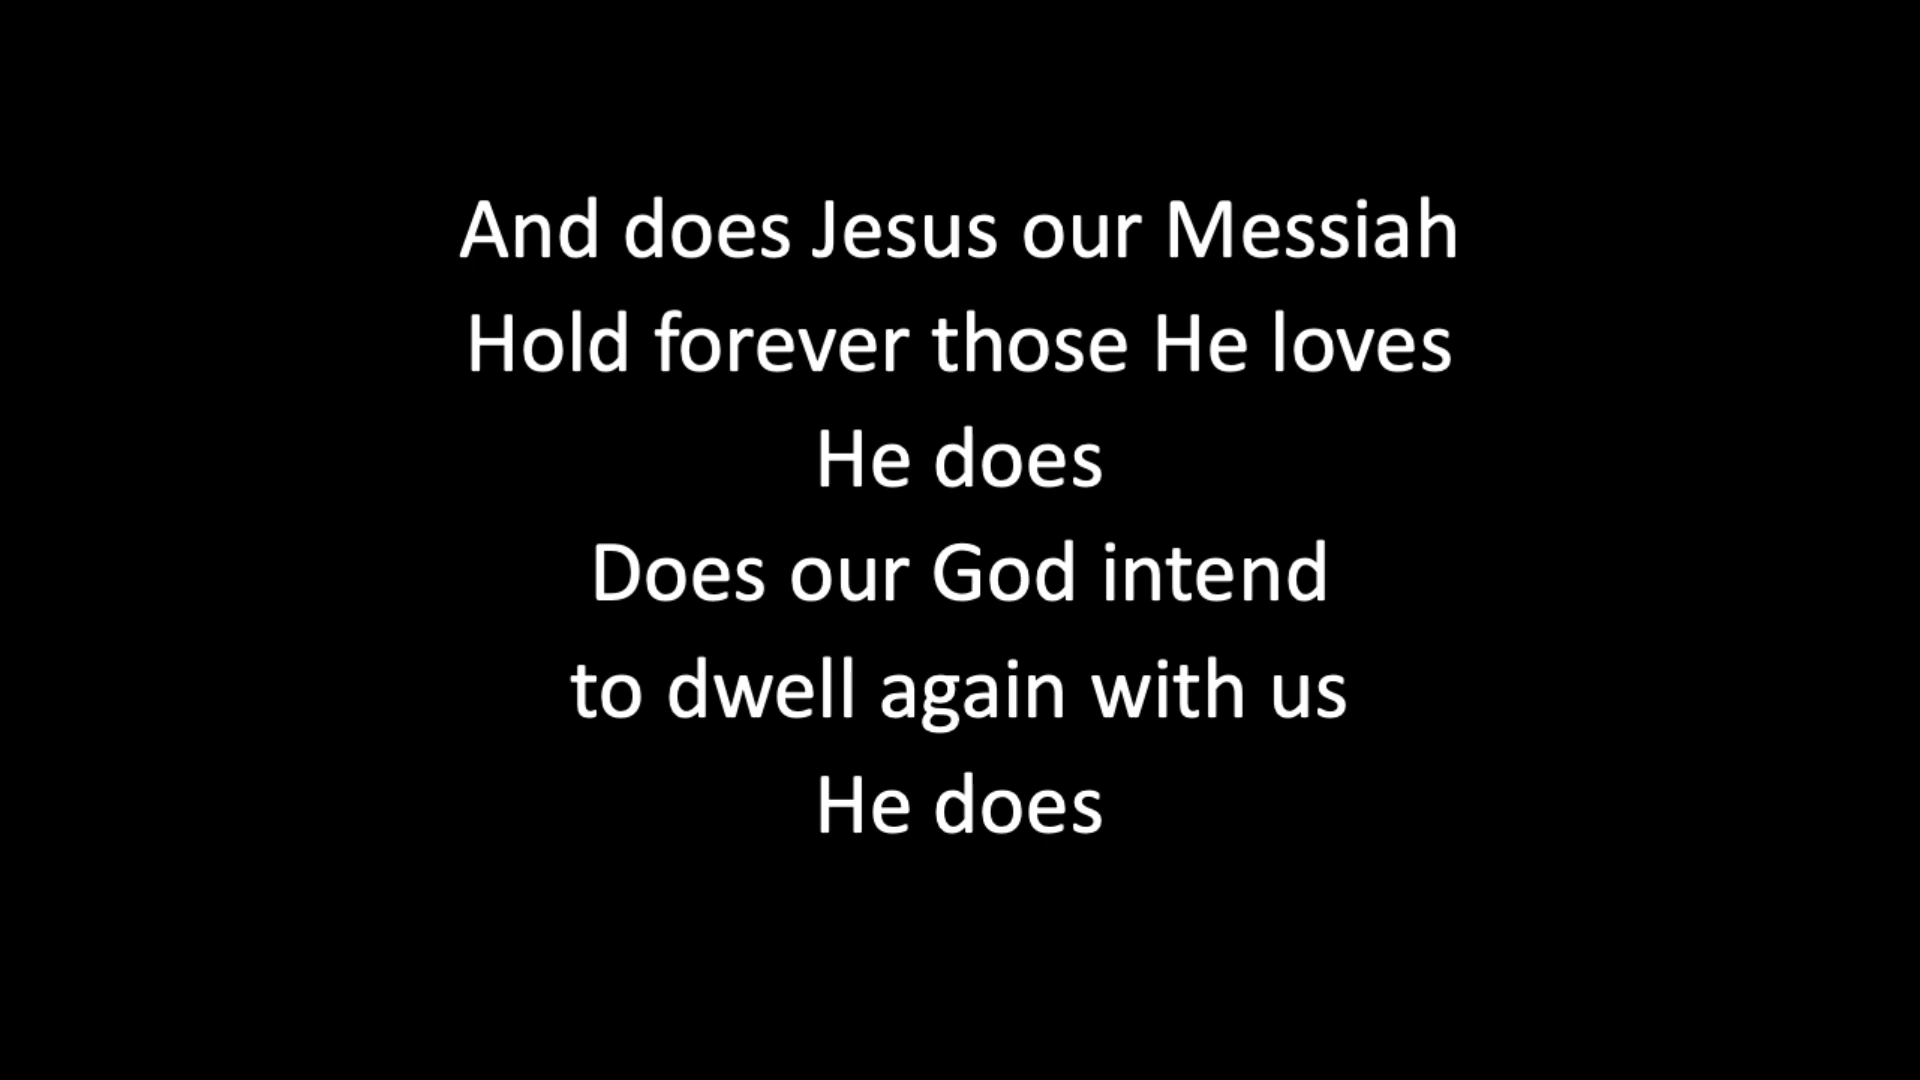 And does Jesus our Messiah
Hold forever those He loves
He does
Does our God intend
to dwell again with us
He does